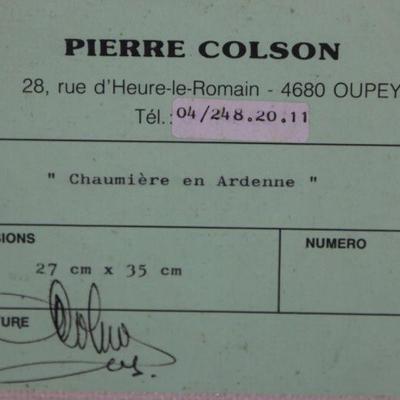 PIERRE COLSON
28, rue d'Heure-le-Romain - 4680 OUPEY
Tél.: 04/248.20.11
" Chaumière en Ardenne "
SIONS
NUMERO
27 cm x 35 cm
TURE